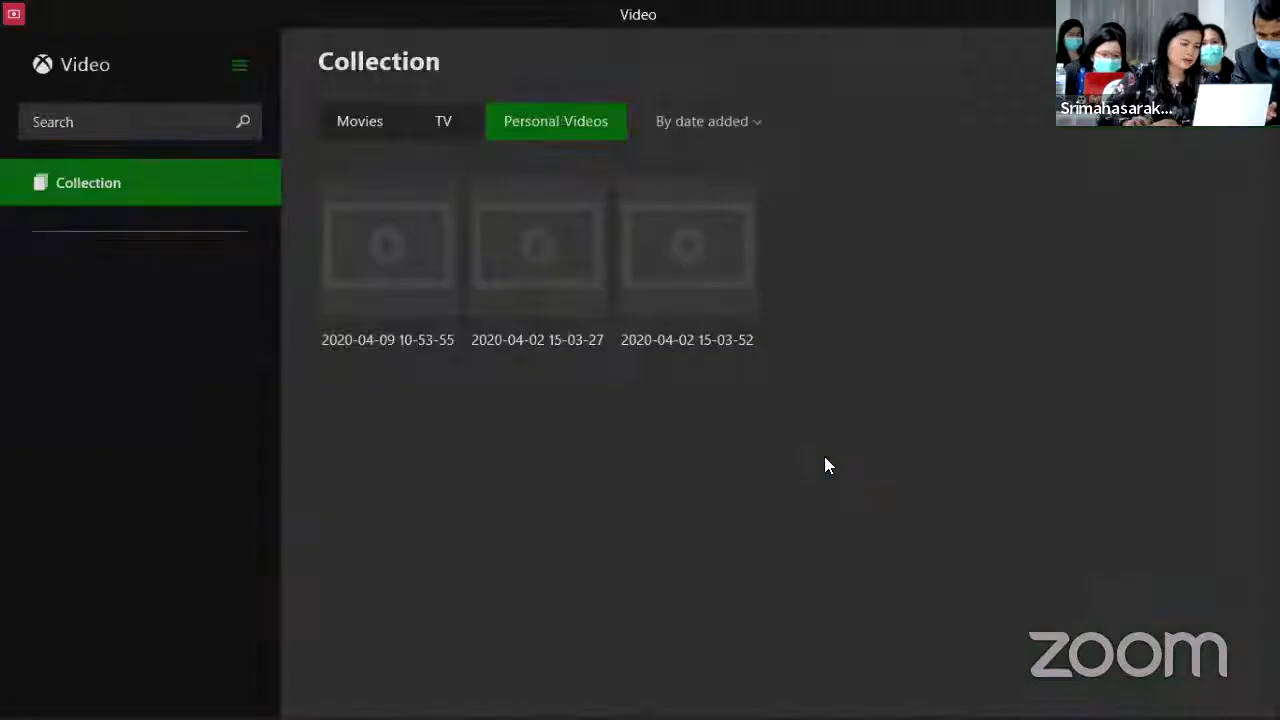 Video
Video
Search
Collection
Collection
Movies
TV
Personal Videos
By date added
2020-04-09 10-53-55
2020-04-02 15-03-27
2020-04-02 15-03-52
Srimahasarak...
zoom